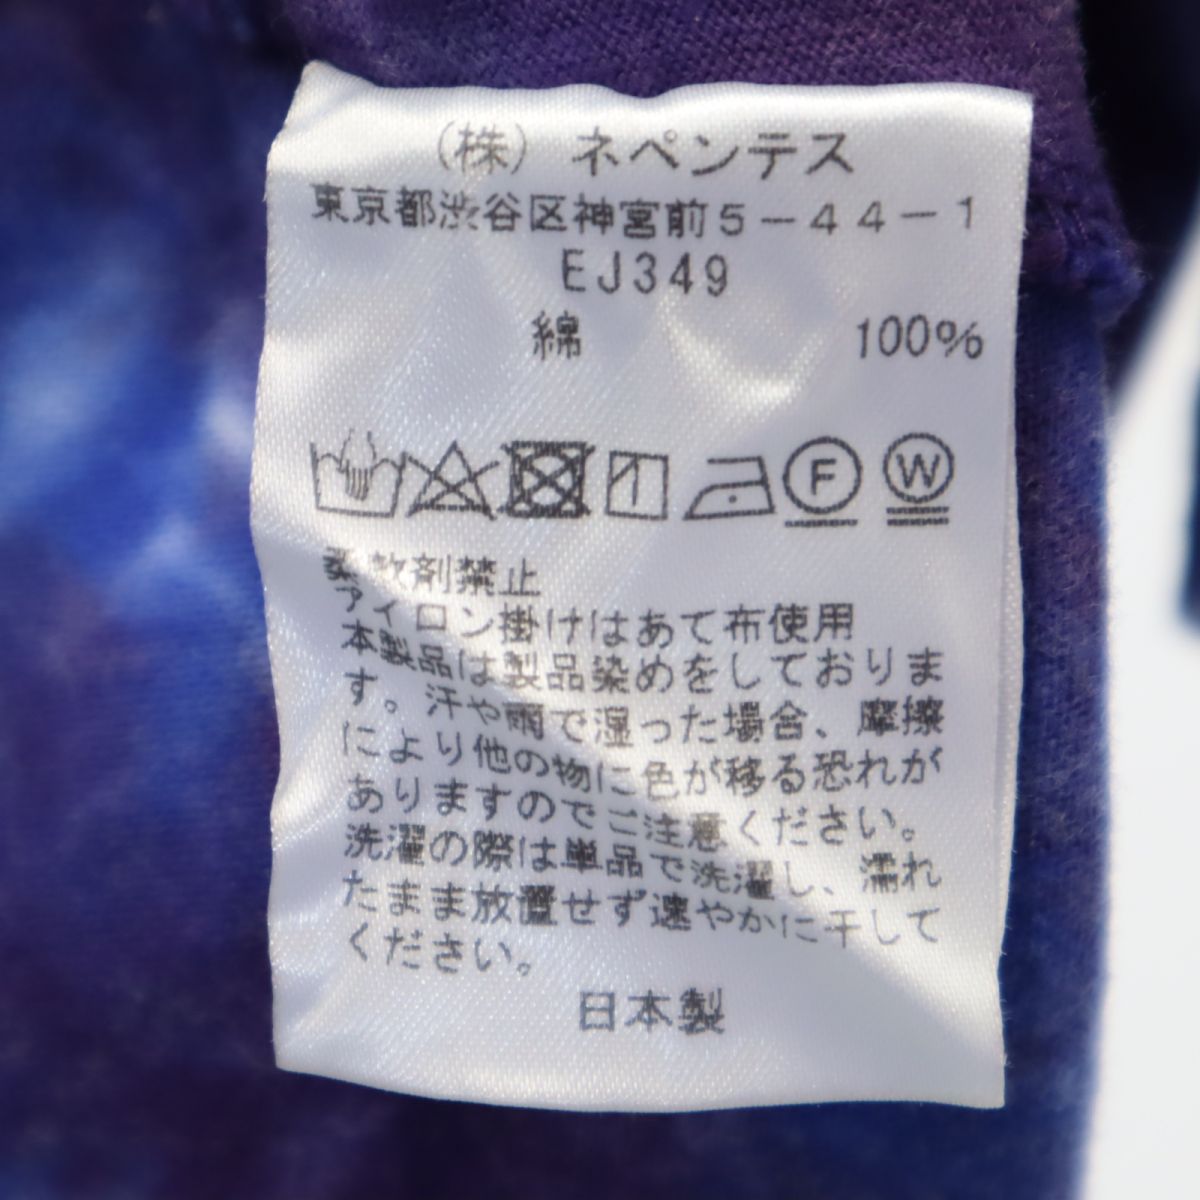 (株) ネペンテス
東京都渋谷区神宮前5-44-1
EJ349
綿 100%
F W
柔軟剤禁止
アイロン掛けはあて布使用
本製品は製品染めをしておりま
す。汗や雨で湿った場合、摩擦
により他の物に色が移る恐れが
ありますのでご注意ください。
洗濯の際は単品で洗濯し、濡れ
たまま放置せず速やかに干して
ください。
日本製